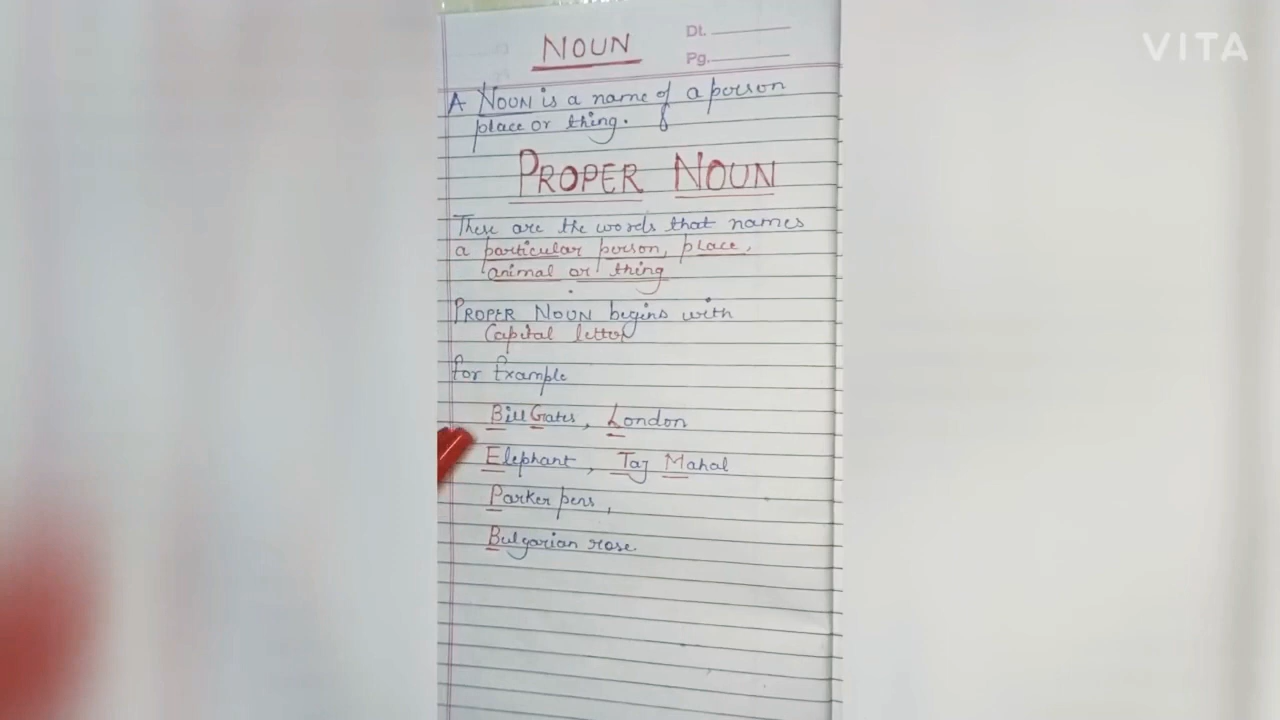 VITA
NOUN
Dt.
Pg.
A NOUN is a name of a person
place or thing.
PROPER NOUN
These are the words that names
a particular person, place,
animal or thing
PROPER NOUN begins with
Capital letter
for Example
Bill Gates, London
Elephant, Taj Mahal
Parker pens,
Bulgarian rose.